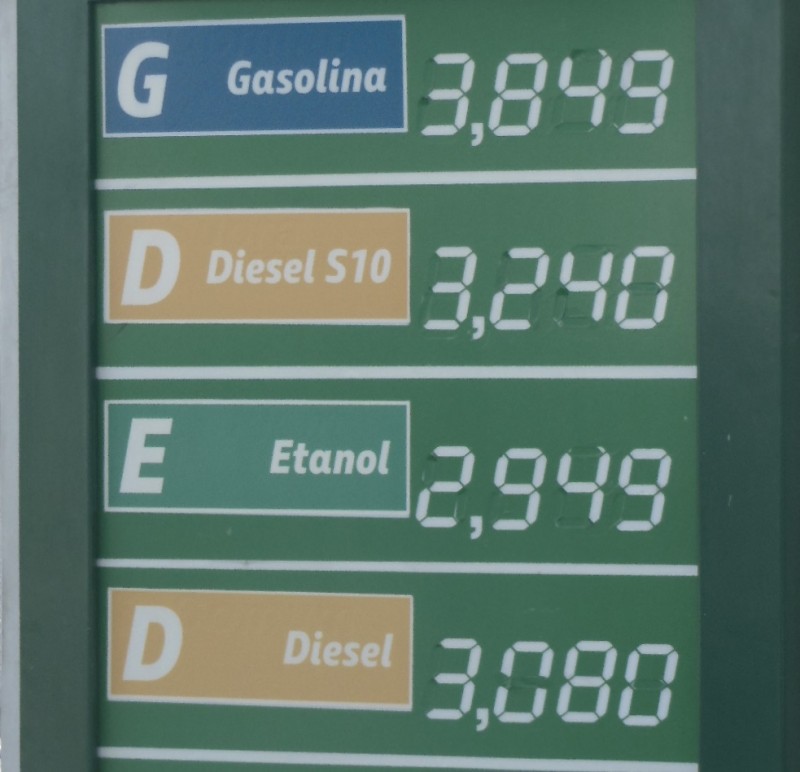 G Gasolina 3,849
D Diesel S10 3,240
E Etanol 2,949
D Diesel 3,080